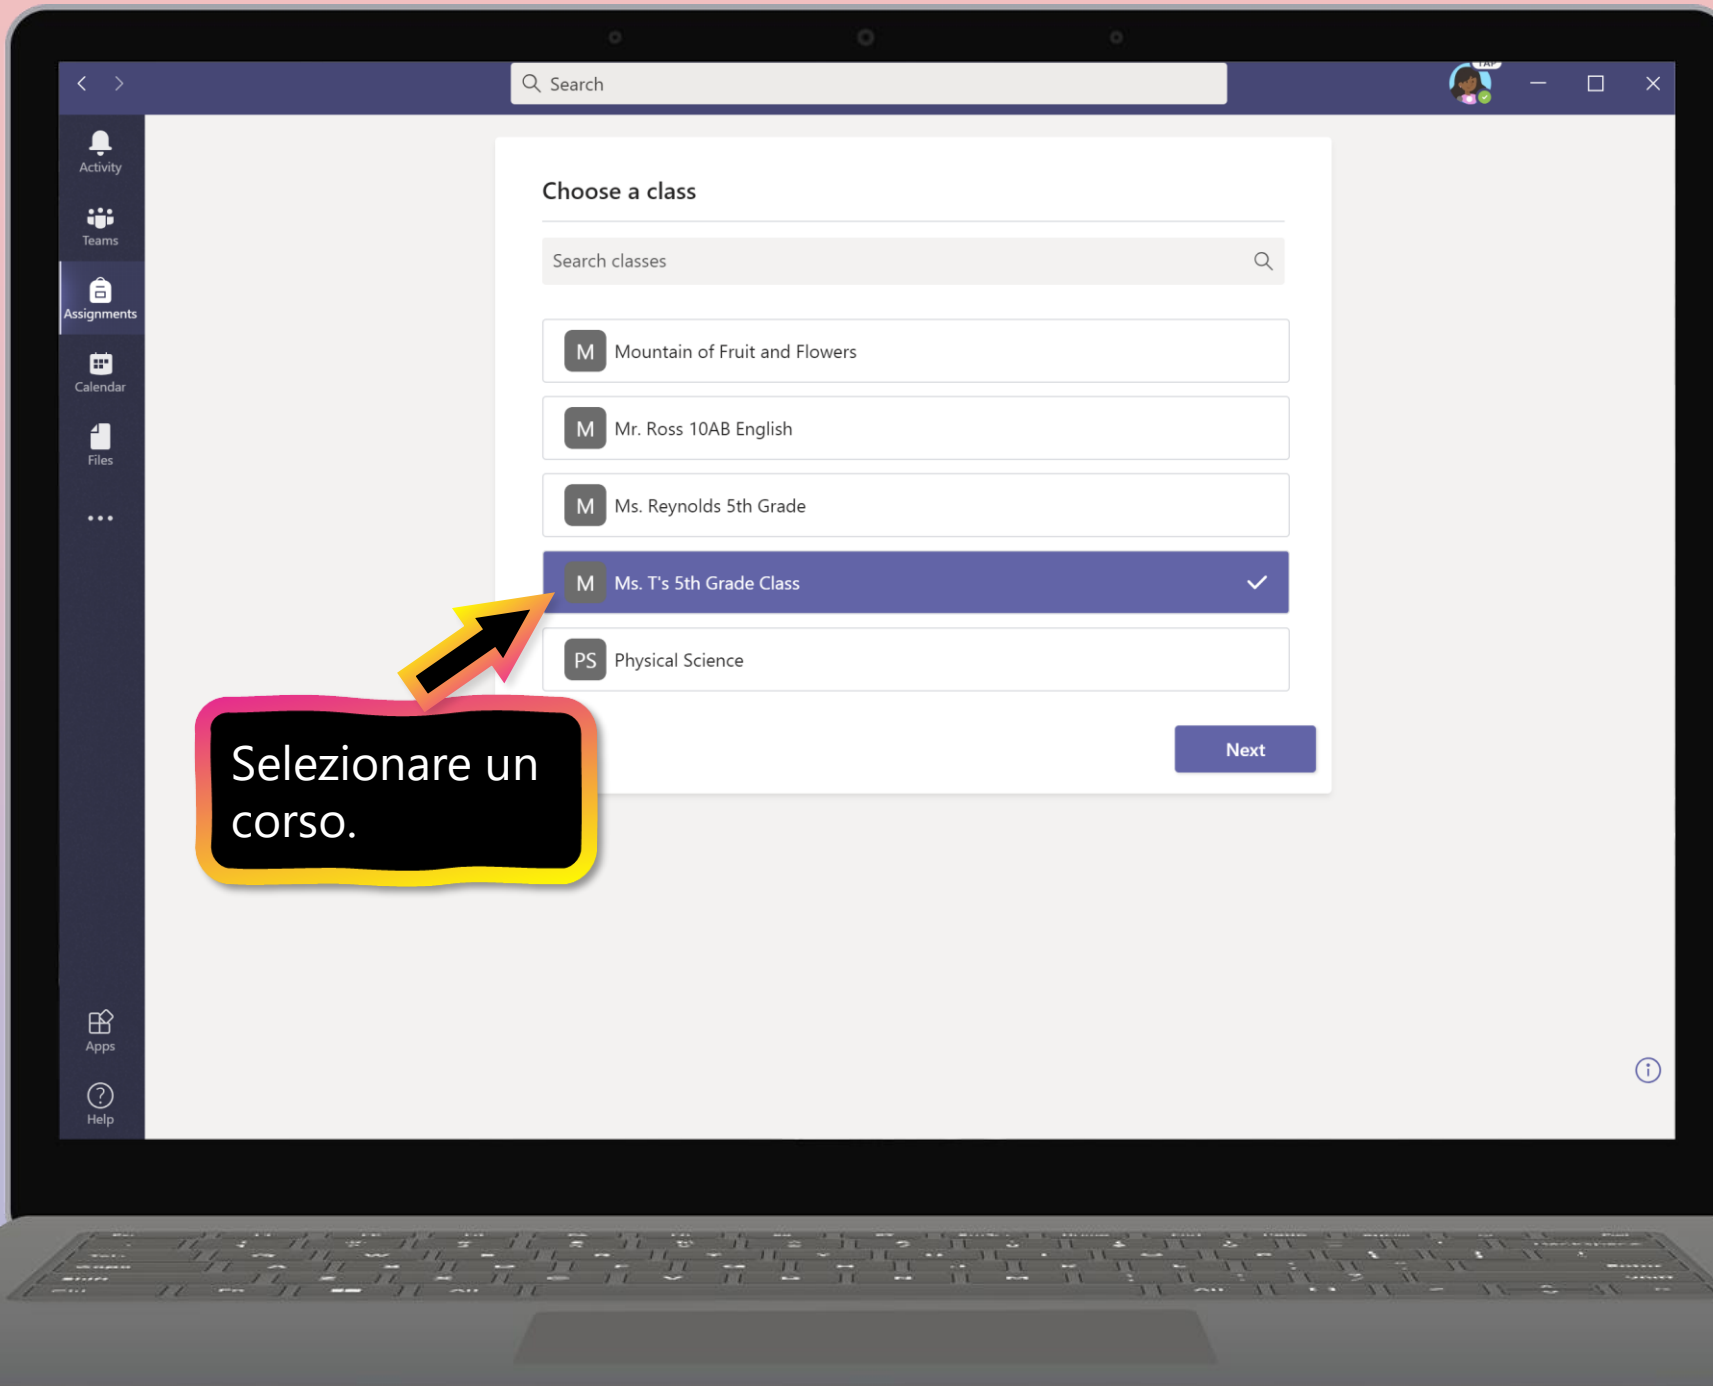 Search
Activity
Teams
Assignments
Calendar
Files
Choose a class
Search classes
M Mountain of Fruit and Flowers
M Mr. Ross 10AB English
M Ms. Reynolds 5th Grade
M Ms. T's 5th Grade Class
PS Physical Science
Next
Selezionare un
corso.
Apps
Help